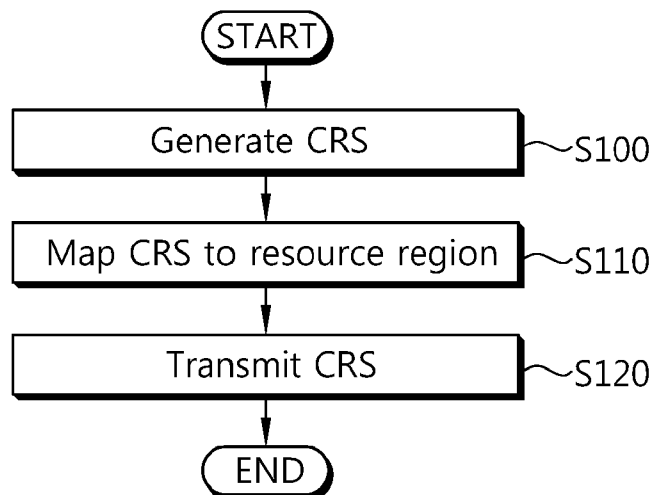 START
Generate CRS
S100
Map CRS to resource region
S110
Transmit CRS
S120
END